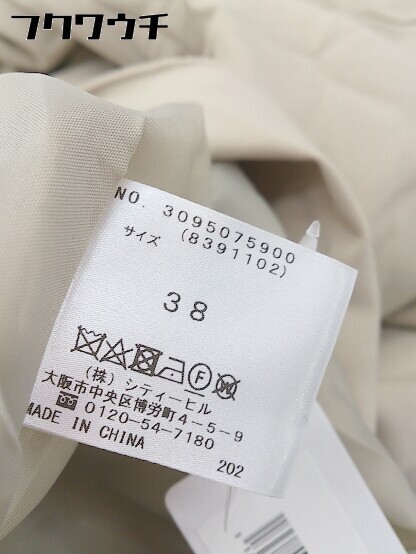 フクワウチ
NO. 3095075900
サイズ (8391102)
38
F W
(株) シティーヒル
大阪市中央区博労町4-5-9
0120-54-7180
MADE IN CHINA
202